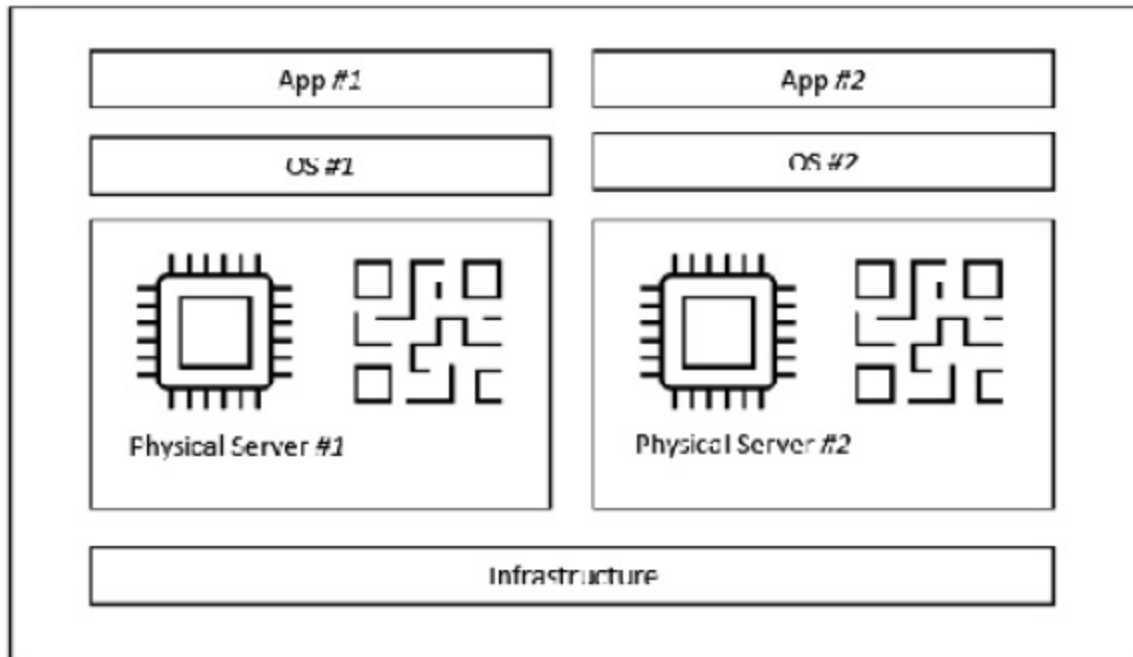 App #1
App #2
OS #1
OS #2
Physical Server #1
Physical Server #2
Infrastructure